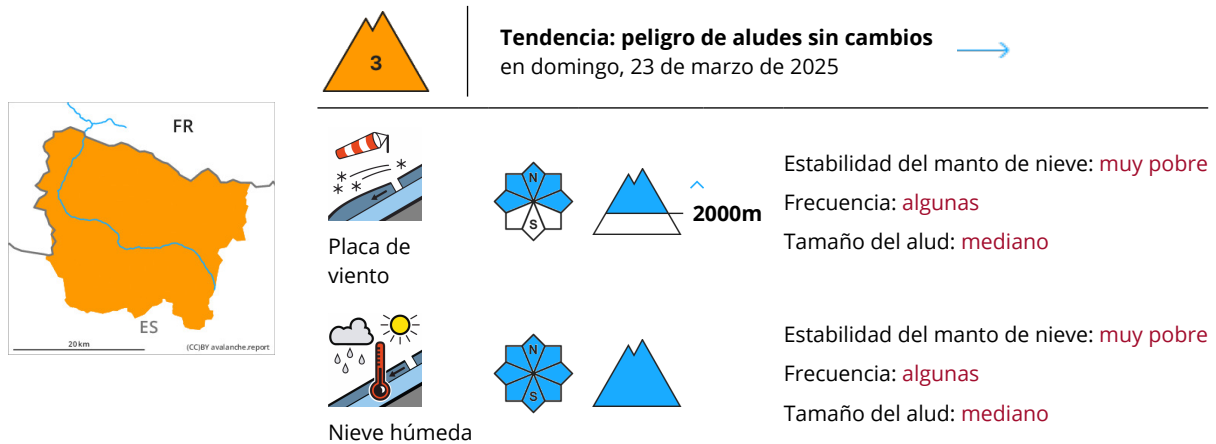 3
Tendencia: peligro de aludes sin cambios
en domingo, 23 de marzo de 2025
FR
ES
20 km
(CC)BY avalanche.report
N
S
2000m
Placa de
viento
Estabilidad del manto de nieve: muy pobre
Frecuencia: algunas
Tamaño del alud: mediano
N
S
Nieve húmeda
Estabilidad del manto de nieve: muy pobre
Frecuencia: algunas
Tamaño del alud: mediano